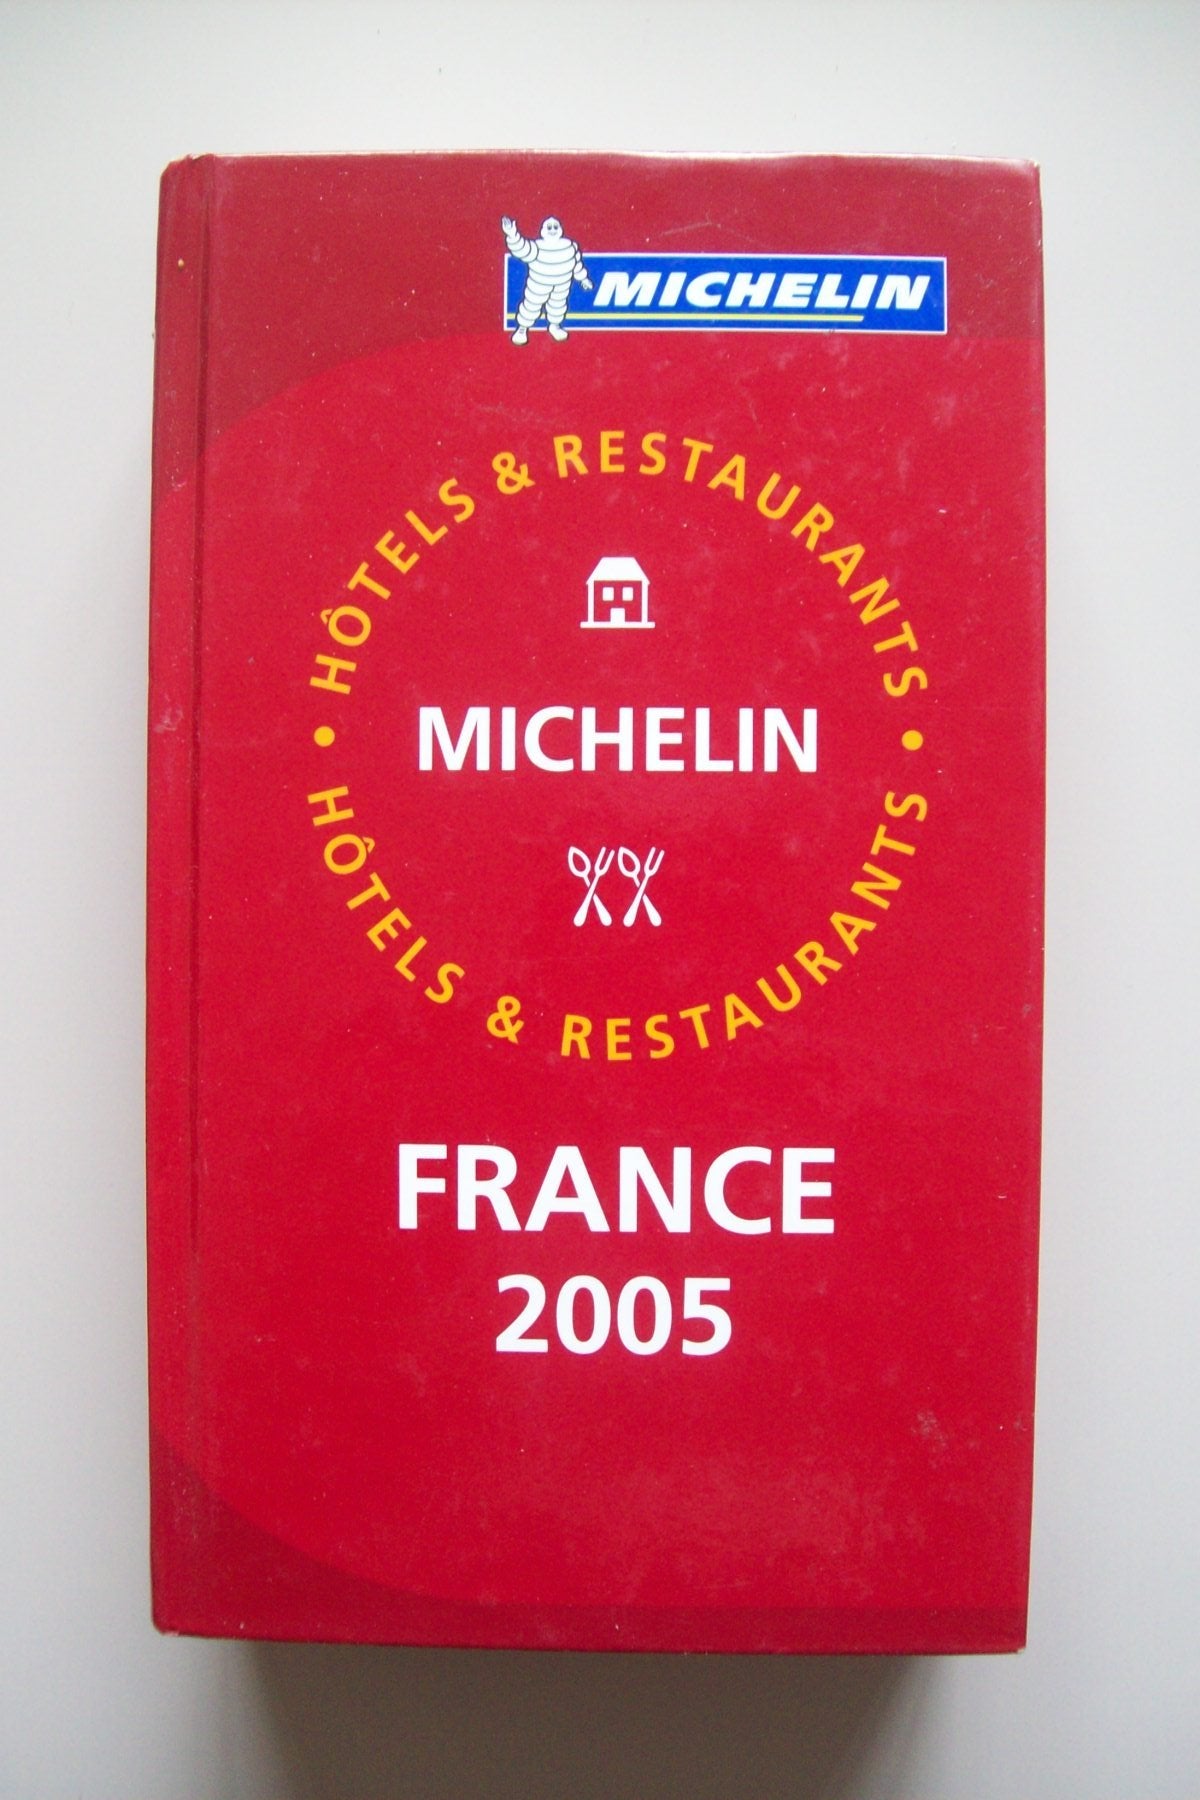 MICHELIN
• HÔTELS & RESTAURANTS •
MICHELIN
HÔTELS & RESTAURANTS
FRANCE
2005